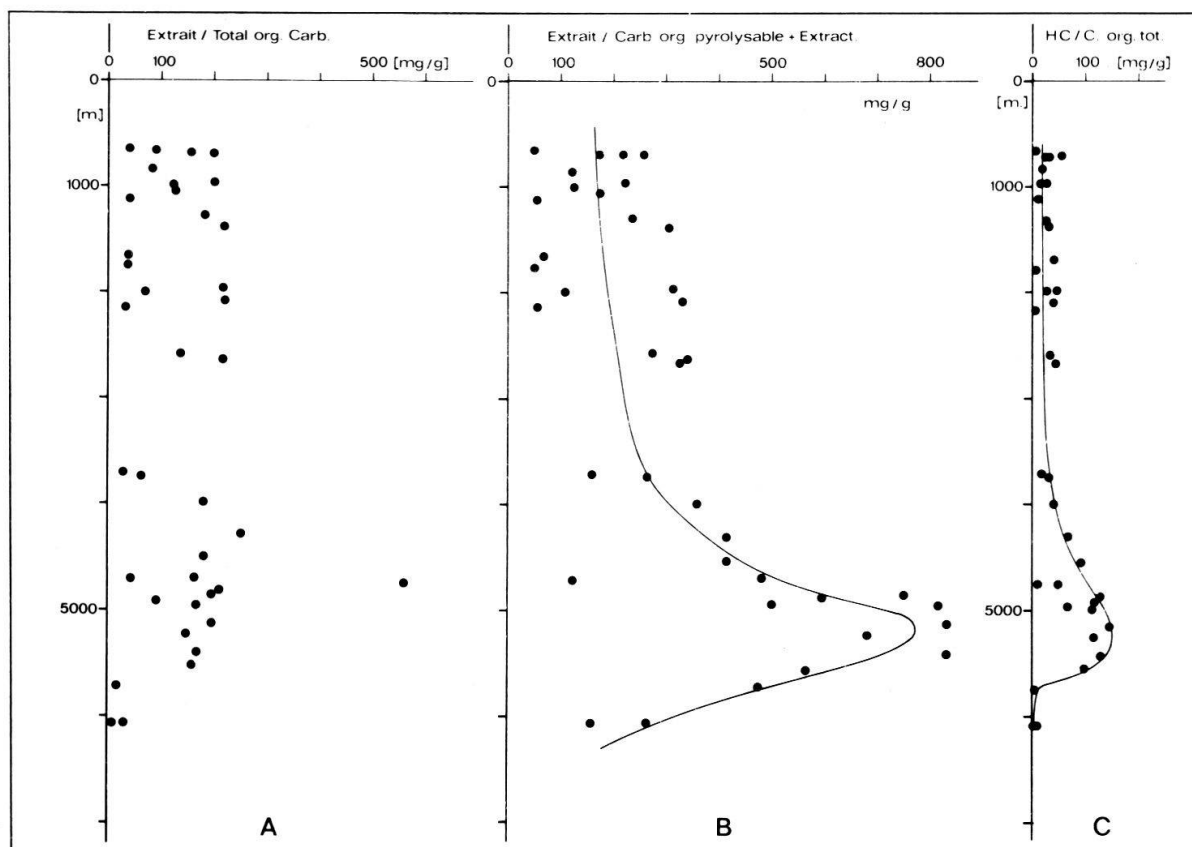 Extrait / Total org. Carb.
0 100 500 [mg/g]
0
[m]
1000
5000
A
Extrait / Carb org pyrolysable + Extract.
0 100 500 800
0
mg/g
B
HC / C. org. tot.
0 100 [mg/g]
0
[m.]
1000
5000
C